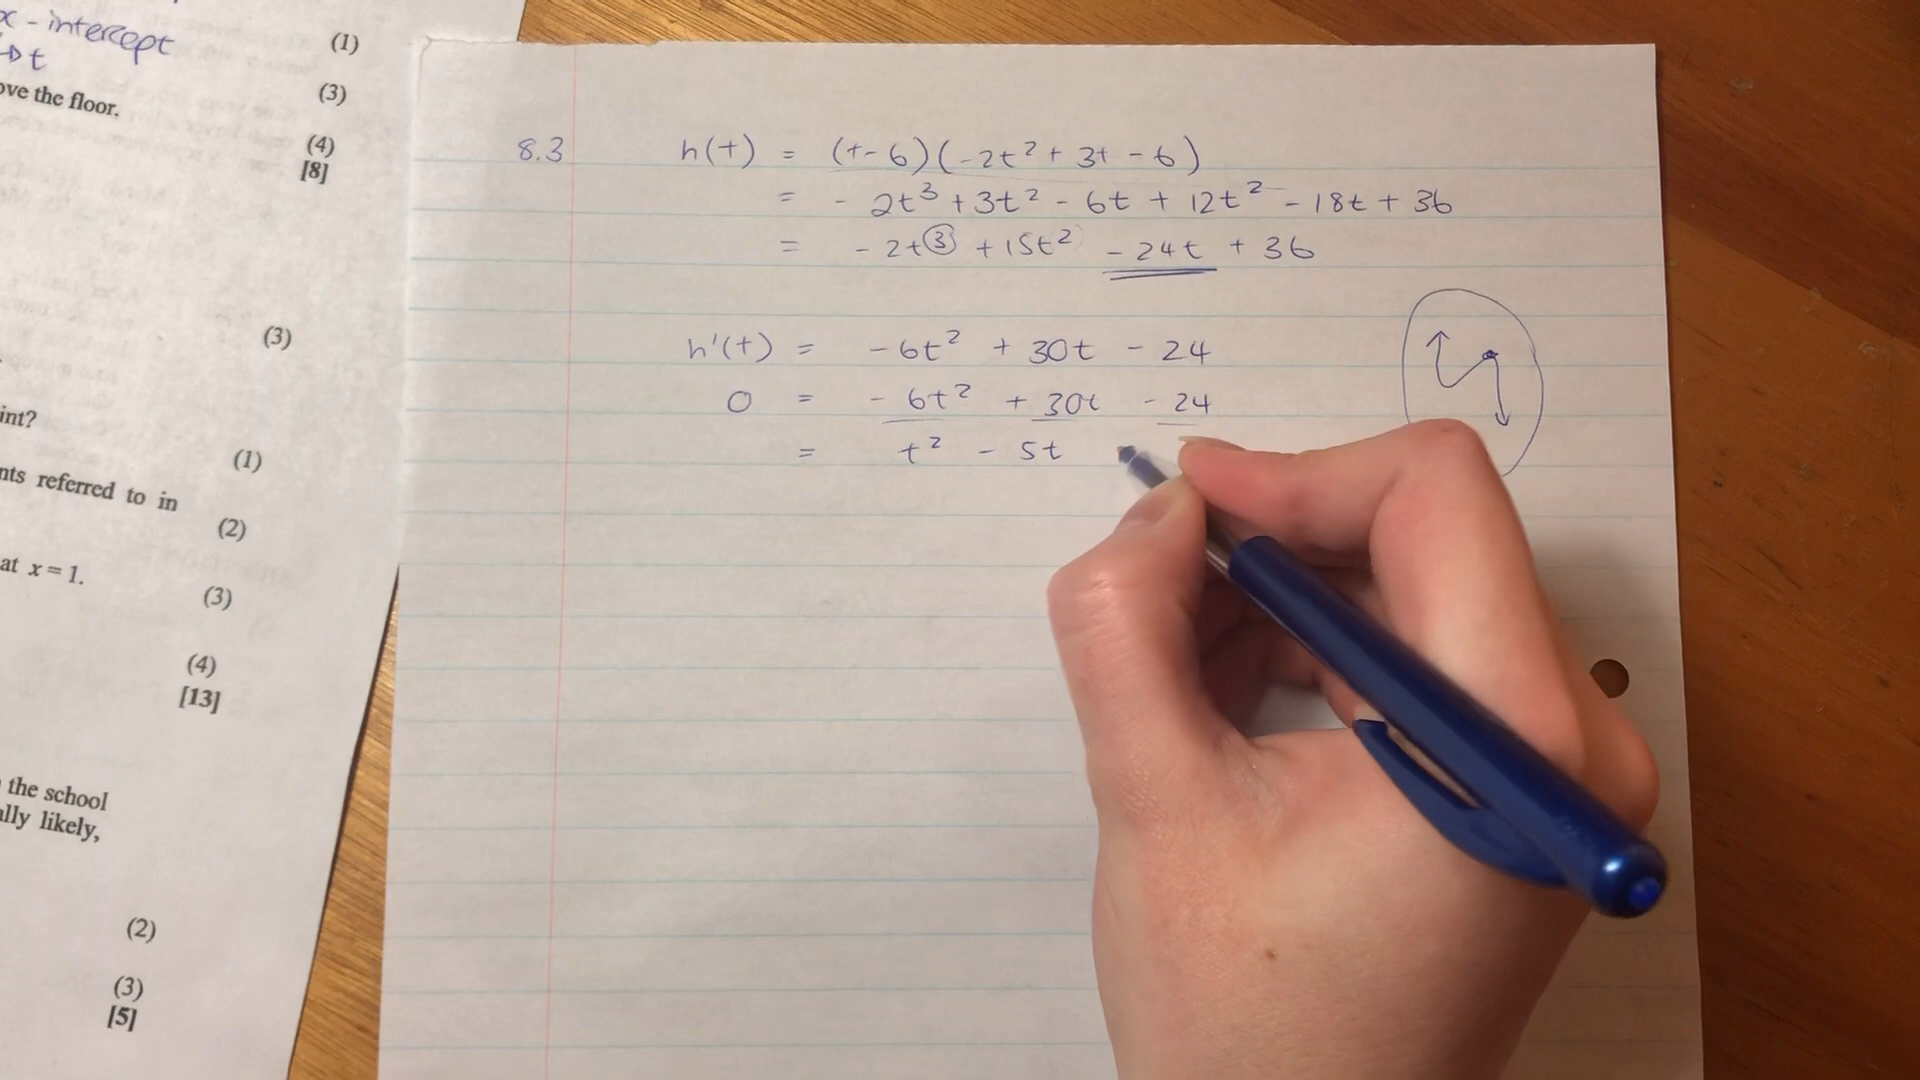 x - intercept
→ t
(1)
(3)
ove the floor.
(4)
[8]
(3)
int?
(1)
nts referred to in
(2)
at x = 1.
(3)
(4)
[13]
the school
ally likely,
(2)
(3)
[5]
8.3 h(t) = (t-6)(-2t² + 3t - 6)
= - 2t³ + 3t² - 6t + 12t² - 18t + 36
= - 2t³ + 15t² - 24t + 36
h'(t) = - 6t² + 30t - 24
0 = - 6t² + 30t - 24
= t² - 5t